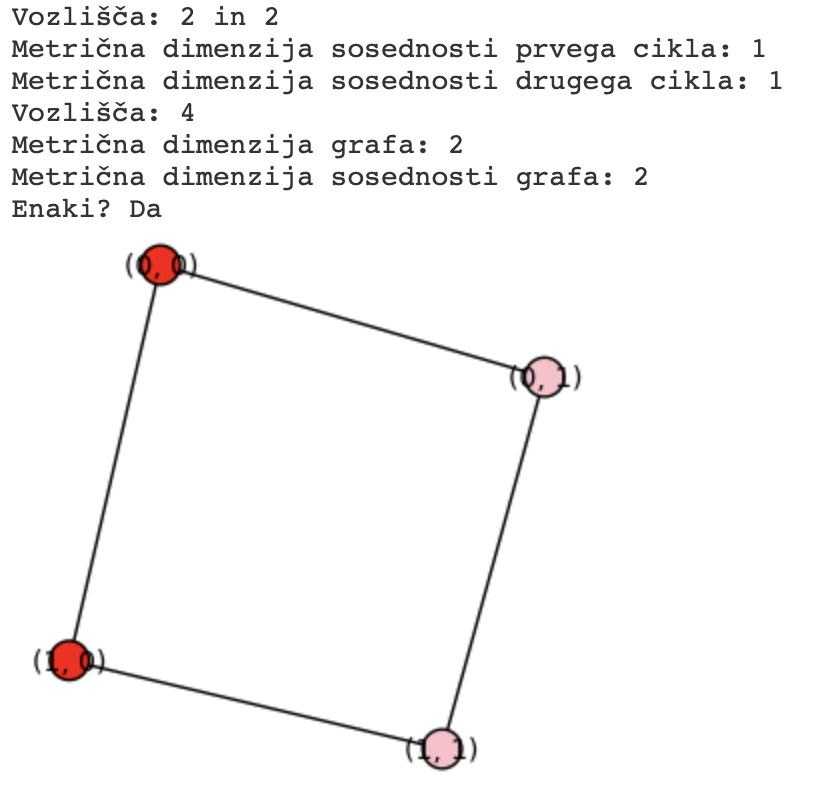 Vozlišča: 2 in 2
Metrična dimenzija sosednosti prvega cikla: 1
Metrična dimenzija sosednosti drugega cikla: 1
Vozlišča: 4
Metrična dimenzija grafa: 2
Metrična dimenzija sosednosti grafa: 2
Enaki? Da
(0, 0)
(0, 1)
(1, 0)
(1, 1)